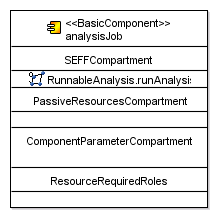 <<BasicComponent>>
analysisJob
SEFFCompartment
RunnableAnalysis.runAnalysis
PassiveResourcesCompartment
ComponentParameterCompartment
ResourceRequiredRoles